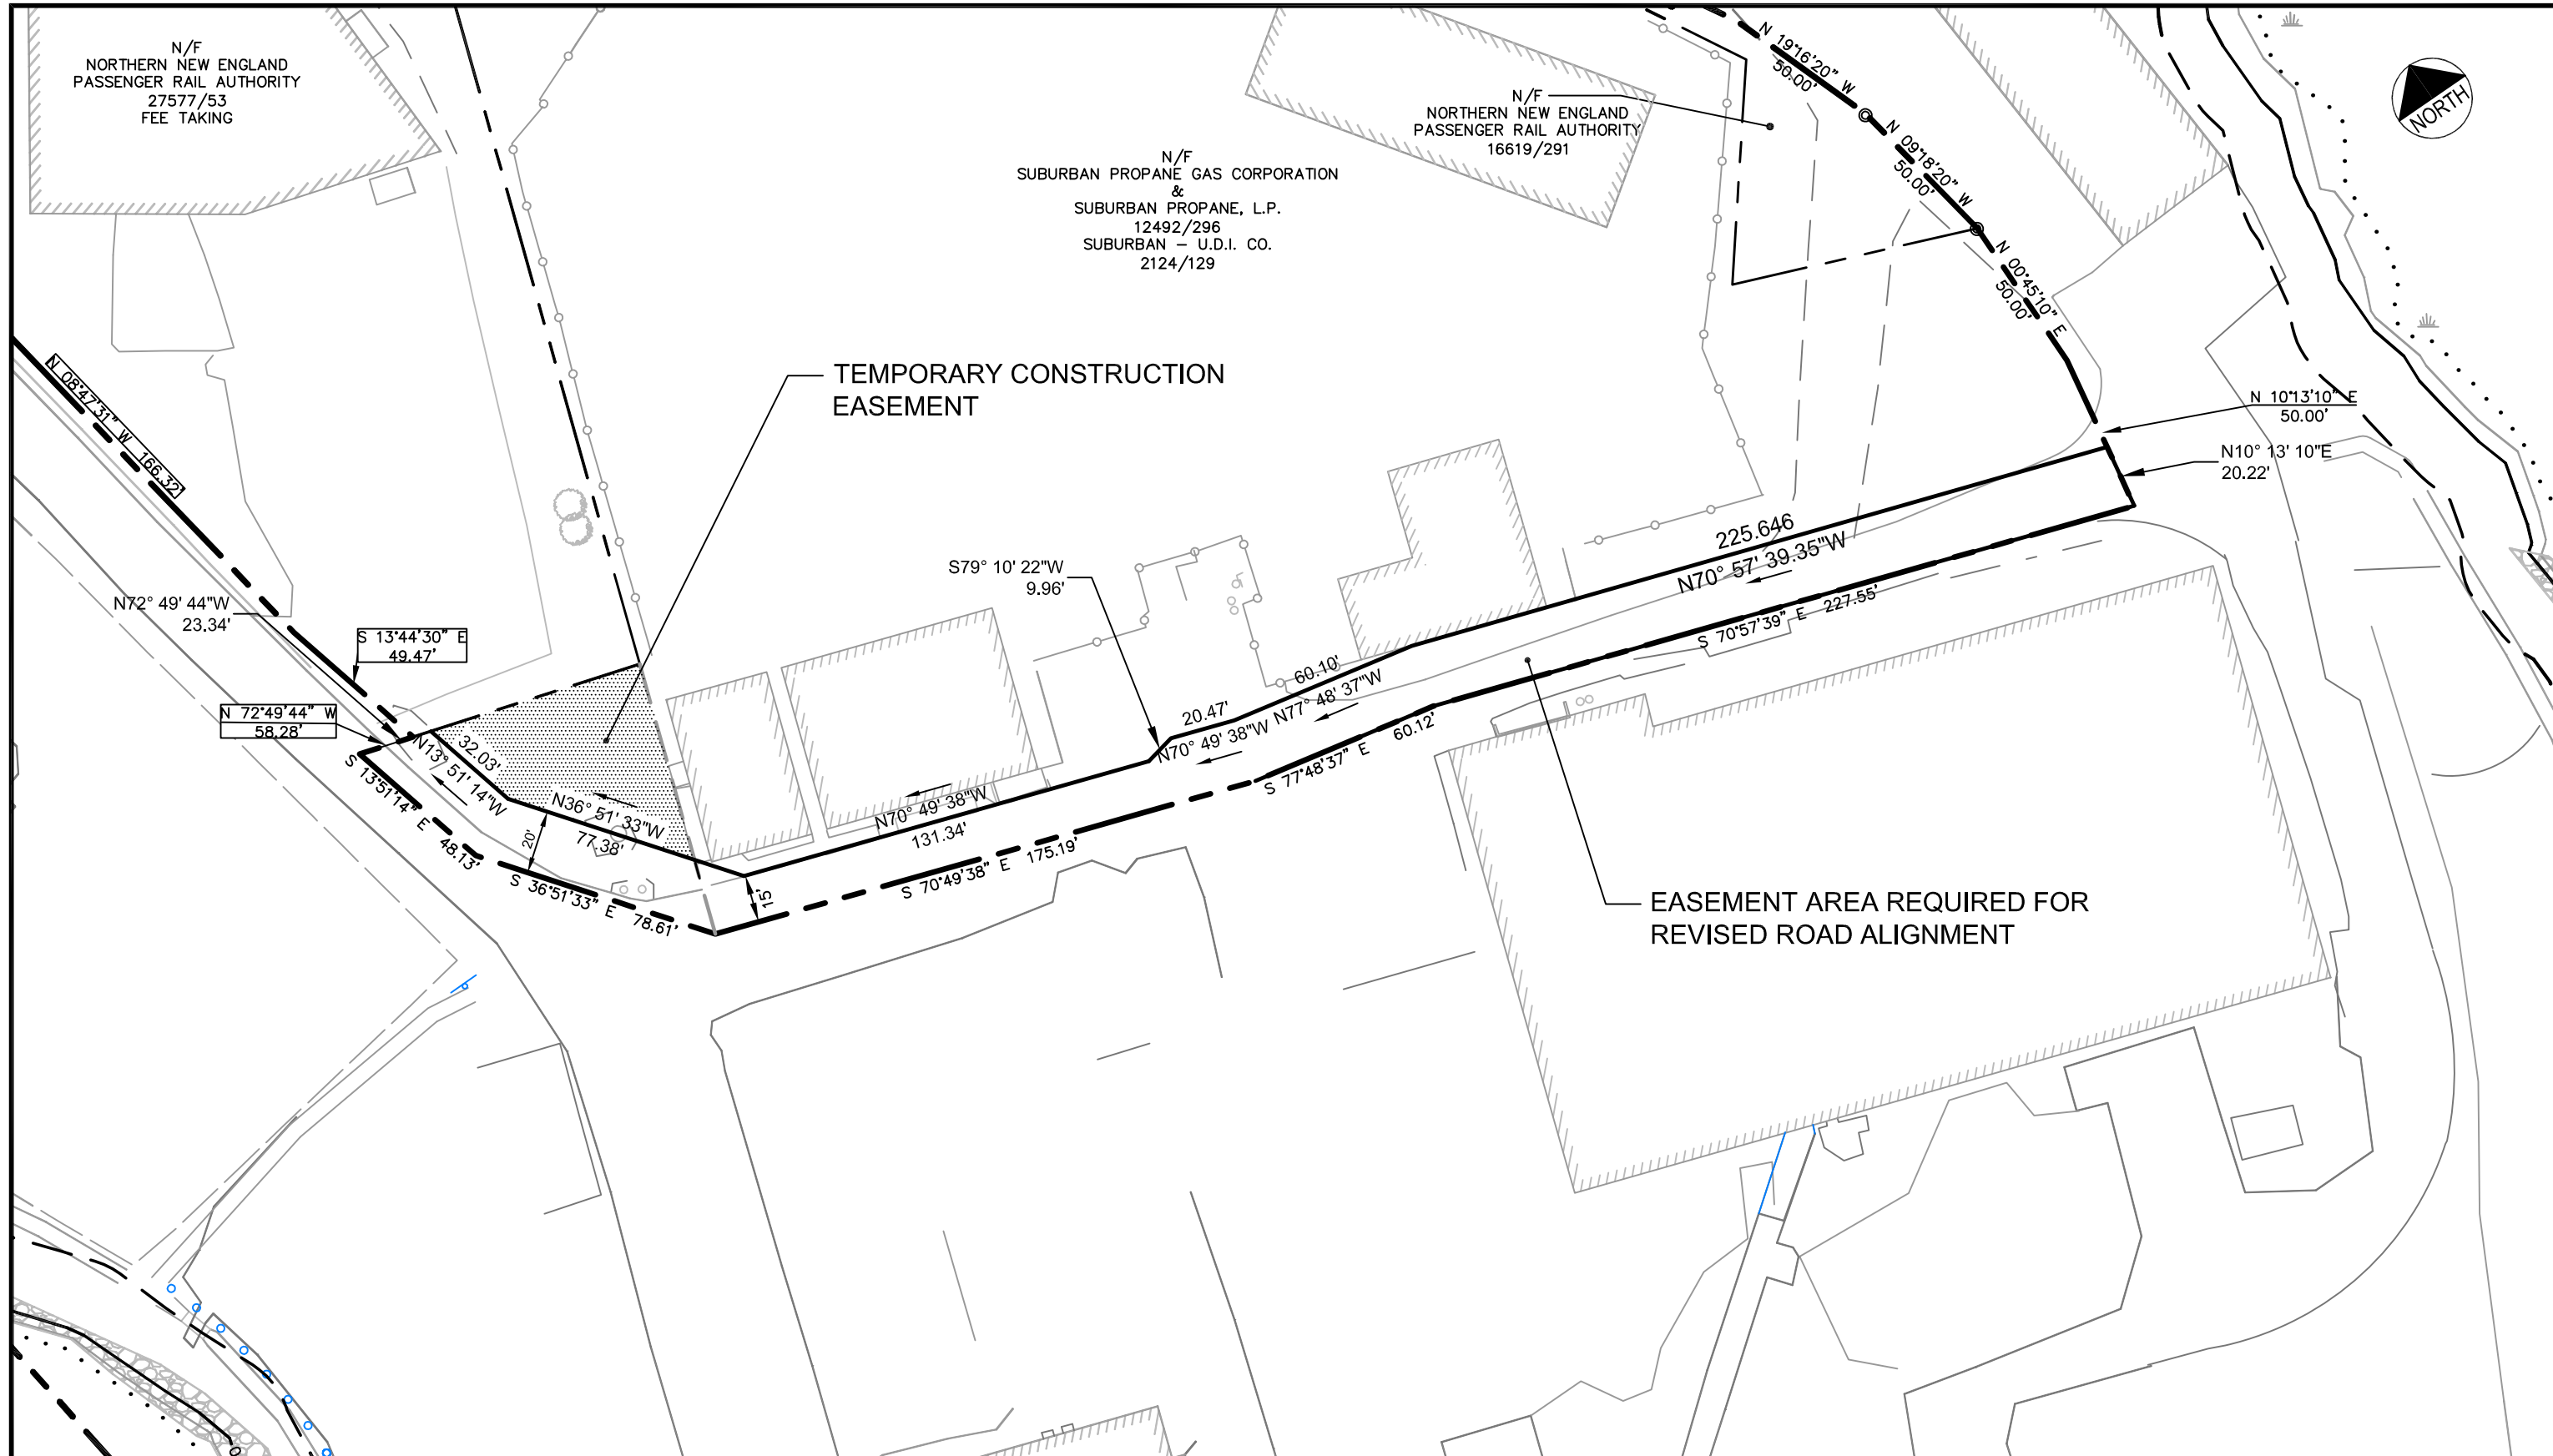 N/F
NORTHERN NEW ENGLAND
PASSENGER RAIL AUTHORITY
27577/53
FEE TAKING
N/F
SUBURBAN PROPANE GAS CORPORATION
&
SUBURBAN PROPANE, L.P.
12492/296
SUBURBAN – U.D.I. CO.
2124/129
N/F
NORTHERN NEW ENGLAND
PASSENGER RAIL AUTHORITY
16619/291
N 19°16'20" W
50.00'
N 09°18'20" W
50.00'
N 00°45'10" E
50.00'
NORTH
N 10°13'10" E
50.00'
N10° 13' 10"E
20.22'
TEMPORARY CONSTRUCTION
EASEMENT
N 08°47'31" W 166.32'
N72° 49' 44"W
23.34'
S 13°44'30" E
49.47'
N 72°49'44" W
58.28'
S79° 10' 22"W
9.96'
225.646
N70° 57' 39.35"W
S 70°57'39" E 227.55'
60.10'
N77° 48' 37"W
20.47'
N70° 49' 38"W
S 77°48'37" E 60.12'
32.03'
N13° 51' 14"W
S 13°51'14" E 48.13'
N36° 51' 33"W
77.38'
20'
S 36°51'33" E 78.61'
N70° 49' 38"W
131.34'
15'
S 70°49'38" E 175.19'
EASEMENT AREA REQUIRED FOR
REVISED ROAD ALIGNMENT